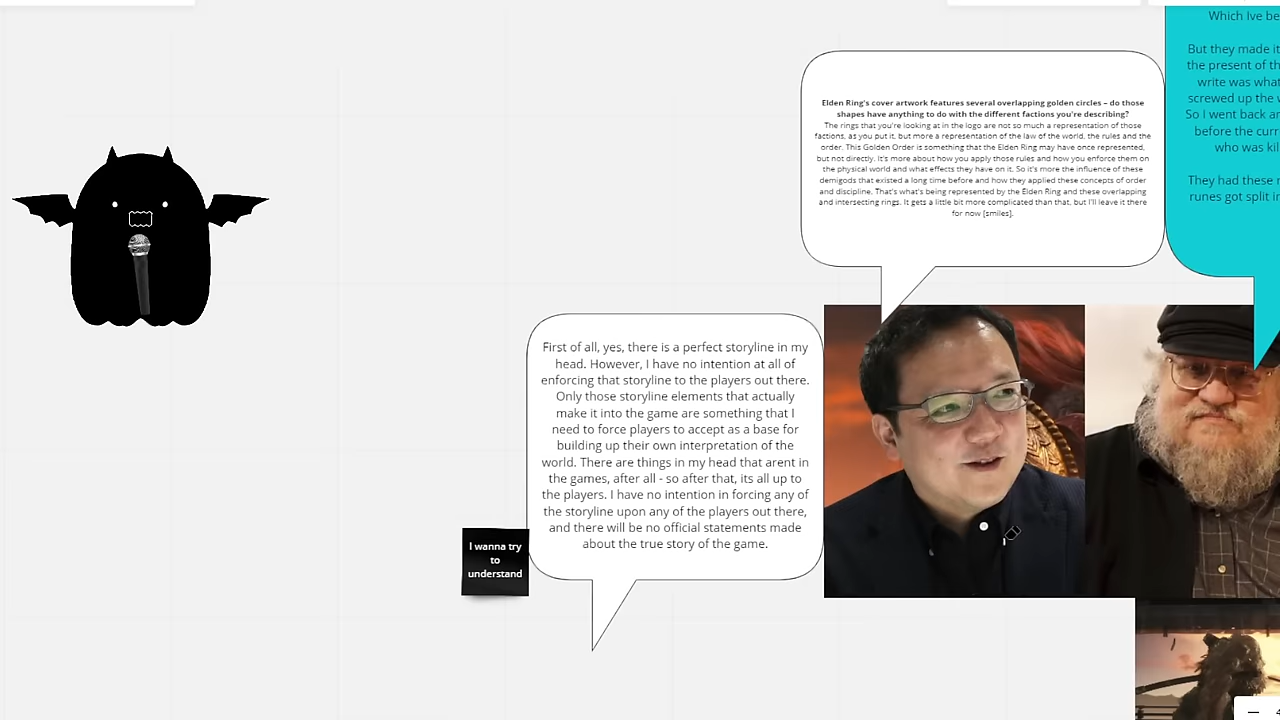 Elden Ring's cover artwork features several overlapping golden circles – do those
shapes have anything to do with the different factions you're describing?
The rings that you're looking at in the logo are not so much a representation of those
factions, as you put it, but more a representation of the law of the world, the rules and the
order. This Golden Order is something that the Elden Ring may have once represented,
but not directly. It's more about how you apply those rules and how you enforce them on
the physical world and what effects they have on it. So it's more the influence of these
demigods that existed a long time before and how they applied these concepts of order
and discipline. That's what's being represented by the Elden Ring and these overlapping
and intersecting rings. It gets a little bit more complicated than that, but I'll leave it there
for now [smiles].
Which Ive be
But they made it
the present of th
write was what
screwed up the w
So I went back an
before the curr
who was kil
They had these r
runes got split in
First of all, yes, there is a perfect storyline in my
head. However, I have no intention at all of
enforcing that storyline to the players out there.
Only those storyline elements that actually
make it into the game are something that I
need to force players to accept as a base for
building up their own interpretation of the
world. There are things in my head that arent in
the games, after all - so after that, its all up to
the players. I have no intention in forcing any of
the storyline upon any of the players out there,
and there will be no official statements made
about the true story of the game.
I wanna try
to
understand